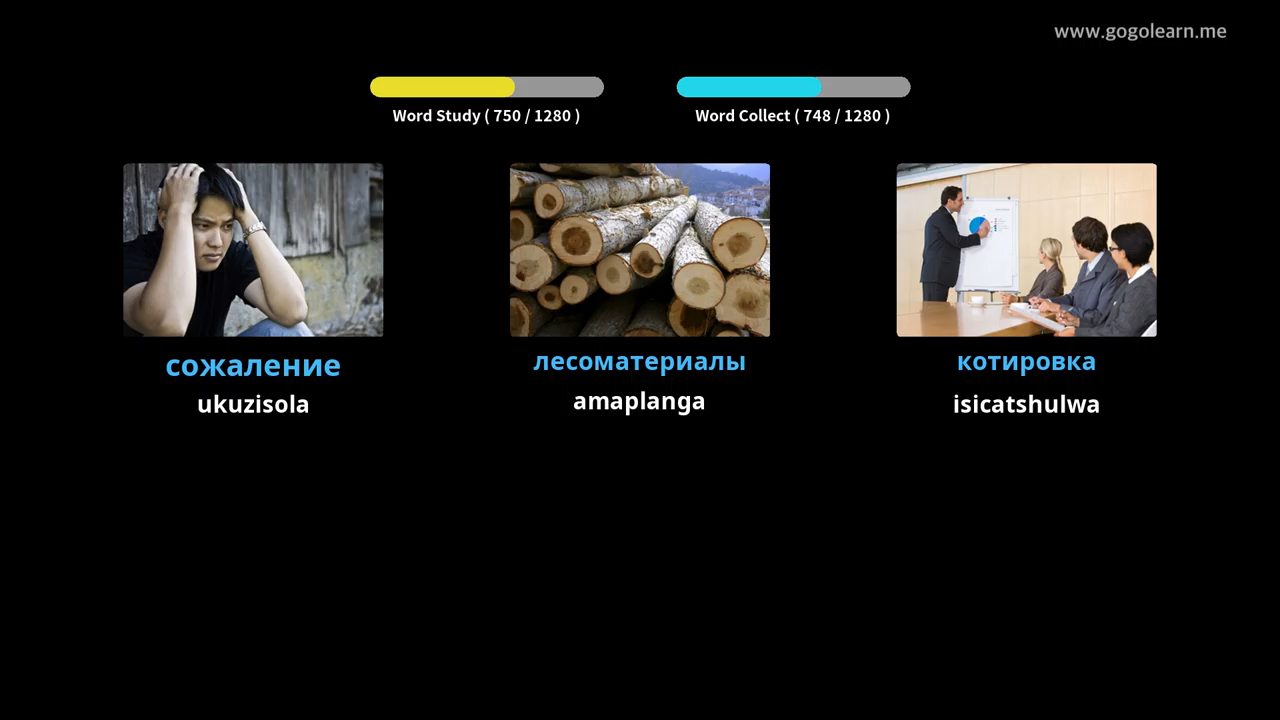 www.gogolearn.me
Word Study ( 750 / 1280 )
Word Collect ( 748 / 1280 )
сожаление
ukuzisola
лесоматериалы
amaplanga
котировка
isicatshulwa